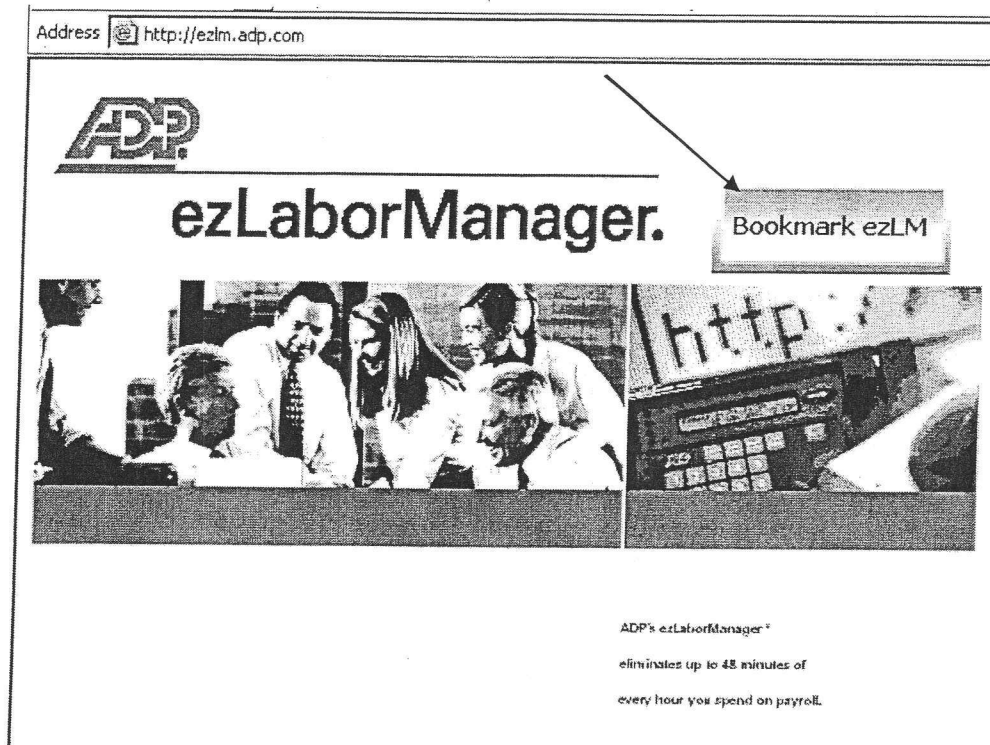 Address http://ezlm.adp.com
ADP.
ezLaborManager.
Bookmark ezLM
http
ADP's ezLaborManager®
eliminates up to 48 minutes of
every hour you spend on payroll.